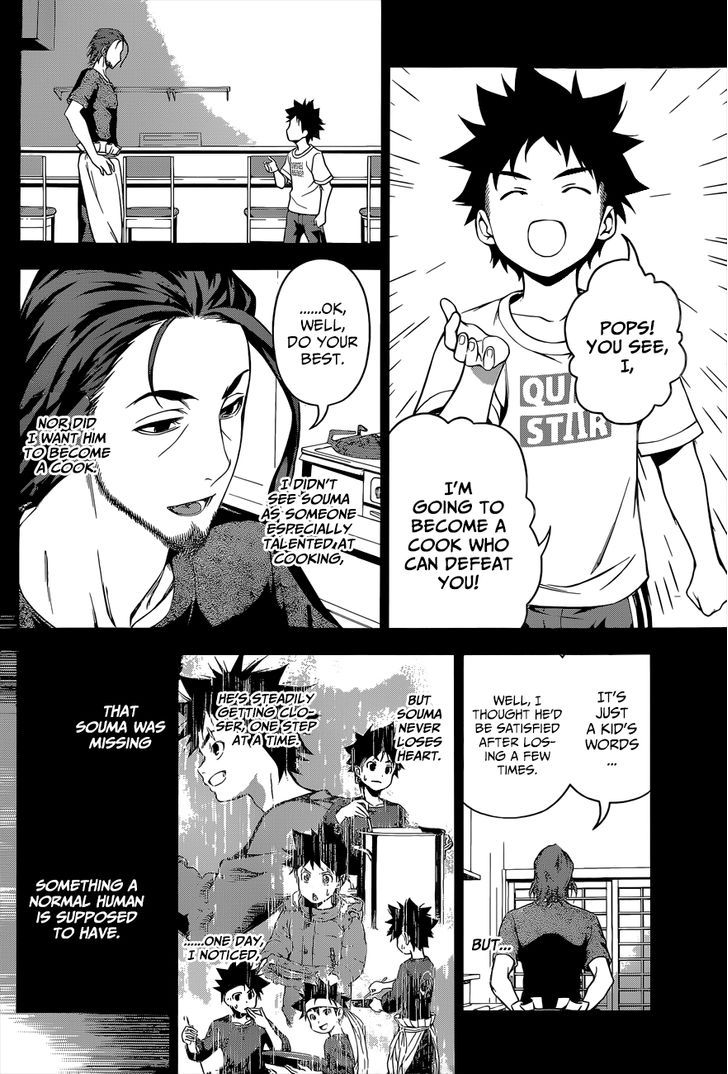 POPS!
YOU SEE,
I,
QU
STAR
I'M
GOING TO
BECOME A
COOK WHO
CAN DEFEAT
YOU!
......OK,
WELL,
DO YOUR
BEST.
I DIDN'T
SEE SOUMA
AS SOMEONE
ESPECIALLY
TALENTED AT
COOKING,
NOR DID
I WANT HIM
TO BECOME
A COOK.
IT'S
JUST
A KID'S
WORDS
...
WELL, I
THOUGHT HE'D
BE SATISFIED
AFTER LOS-
ING A FEW
TIMES.
BUT...
BUT
SOUMA
NEVER
LOSES
HEART.
HE'S STEADILY
GETTING CLO-
SER, ONE STEP
AT A TIME.
......ONE DAY,
I NOTICED,
THAT
SOUMA WAS
MISSING
SOMETHING A
NORMAL HUMAN
IS SUPPOSED
TO HAVE.